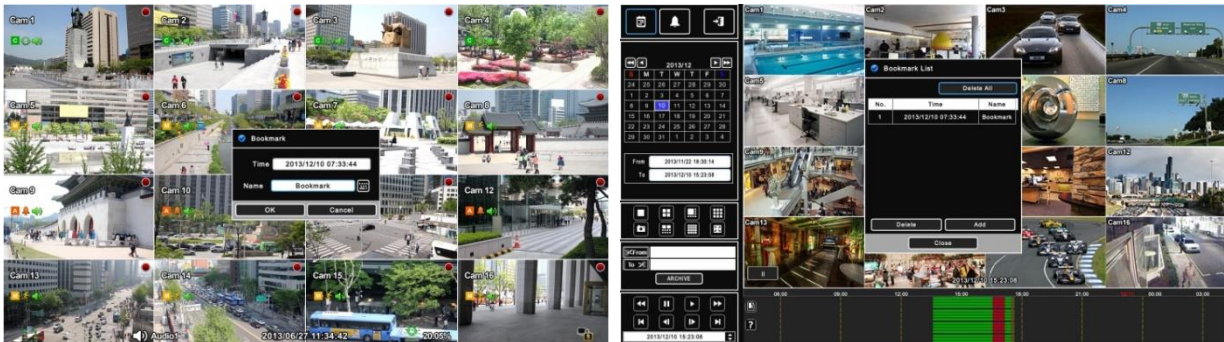 Cam 1
Cam 2
Cam 3
Cam 4
Cam 5
Cam 6
Cam 7
Cam 8
Bookmark
Time 2013/12/10 07:33:44
Name Bookmark
OK Cancel
Cam 9
Cam 10
Cam 12
Cam 13
Cam 14
Cam 15
Cam 16
Audio1
2013/06/27 11:34:42
20.05%
2013/12
S M T W T F S
24 25 26 27 28 29 30
1 2 3 4 5 6 7
8 9 10 11 12 13 14
15 16 17 18 19 20 21
22 23 24 25 26 27 28
29 30 31 1 2 3 4
From 2013/11/22 18:30:14
To 2013/12/10 15:23:08
From
To
ARCHIVE
2013/12/10 15:23:08
Cam1
Cam2
Cam3
Cam4
Cam5
Cam8
Bookmark List
Delete All
No. Time Name
1 2013/12/10 07:33:44 Bookmark
Delete Add
Close
Cam9
Cam12
Cam13
Cam16
15:23:08
06:00 09:00 12:00 15:00 18:00 21:00 00:00 03:00
?